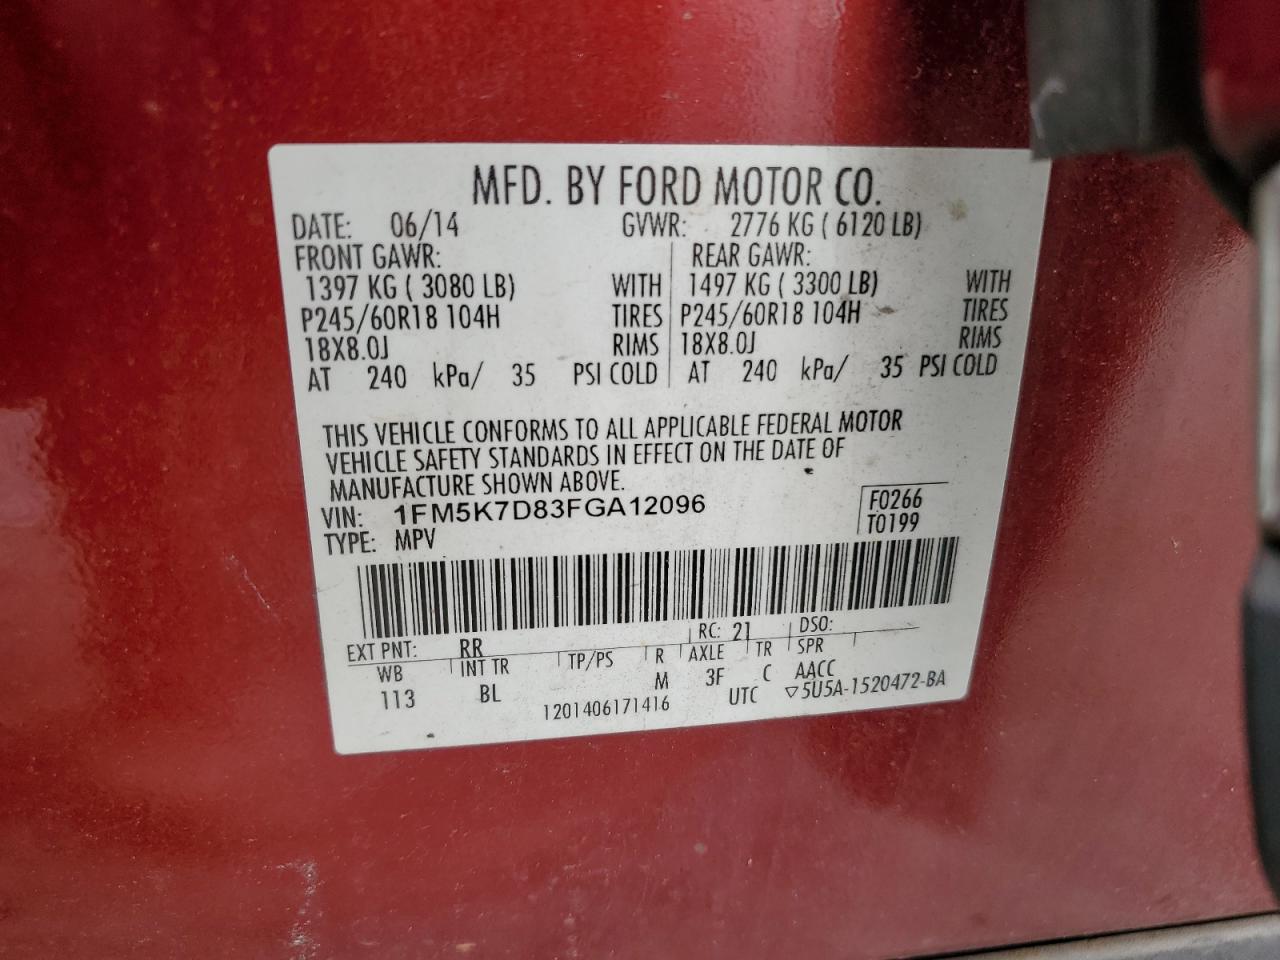 MFD. BY FORD MOTOR CO.
DATE: 06/14 GVWR: 2776 KG ( 6120 LB)
FRONT GAWR: REAR GAWR:
1397 KG ( 3080 LB) WITH 1497 KG ( 3300 LB) WITH
P245/60R18 104H TIRES P245/60R18 104H TIRES
18X8.0J RIMS 18X8.0J RIMS
AT 240 kPa/ 35 PSI COLD AT 240 kPa/ 35 PSI COLD
THIS VEHICLE CONFORMS TO ALL APPLICABLE FEDERAL MOTOR
VEHICLE SAFETY STANDARDS IN EFFECT ON THE DATE OF
MANUFACTURE SHOWN ABOVE.
VIN: 1FM5K7D83FGA12096 F0266
TYPE: MPV T0199
EXT PNT: RR RC: 21 DSO:
WB INT TR TP/PS R AXLE TR SPR
113 BL M 3F C AACC
1201406171416 UTC ▽5U5A-1520472-BA